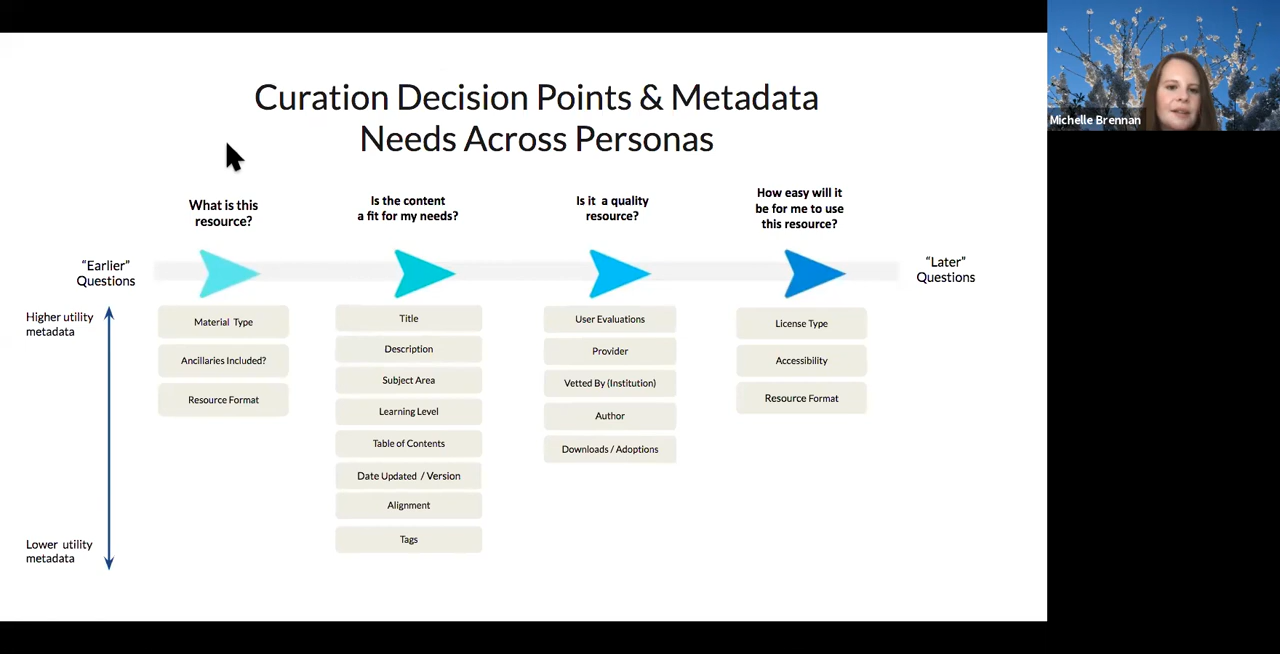 Curation Decision Points & Metadata
Needs Across Personas
Michelle Brennan
What is this
resource?
Is the content
a fit for my needs?
Is it a quality
resource?
How easy will it
be for me to use
this resource?
“Earlier”
Questions
“Later”
Questions
Higher utility
metadata
Lower utility
metadata
Material Type
Ancillaries Included?
Resource Format
Title
Description
Subject Area
Learning Level
Table of Contents
Date Updated / Version
Alignment
Tags
User Evaluations
Provider
Vetted By (Institution)
Author
Downloads / Adoptions
License Type
Accessibility
Resource Format